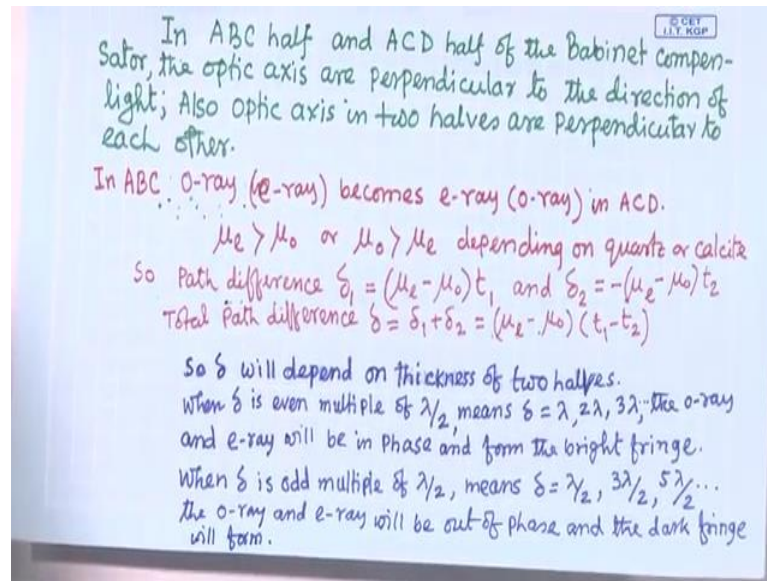 © CET
I.I.T. KGP
In ABC half and ACD half of the Babinet compen-
sator, the optic axis are perpendicular to the direction of
light; Also optic axis in two halves are perpendicular to
each other.
In ABC O-ray (e-ray) becomes e-ray (o-ray) in ACD.
μe > μo or μo > μe depending on quartz or calcite
So Path difference δ₁ = (μe - μo)t₁ and δ₂ = -(μe - μo)t₂
Total Path difference δ = δ₁ + δ₂ = (μe - μo)(t₁ - t₂)
So δ will depend on thickness of two halves.
When δ is even multiple of λ/2, means δ = λ, 2λ, 3λ, the o-ray
and e-ray will be in phase and form the bright fringe.
When δ is odd multiple of λ/2, means δ = λ/2, 3λ/2, 5λ/2...
the o-ray and e-ray will be out of phase and the dark fringe
will form.